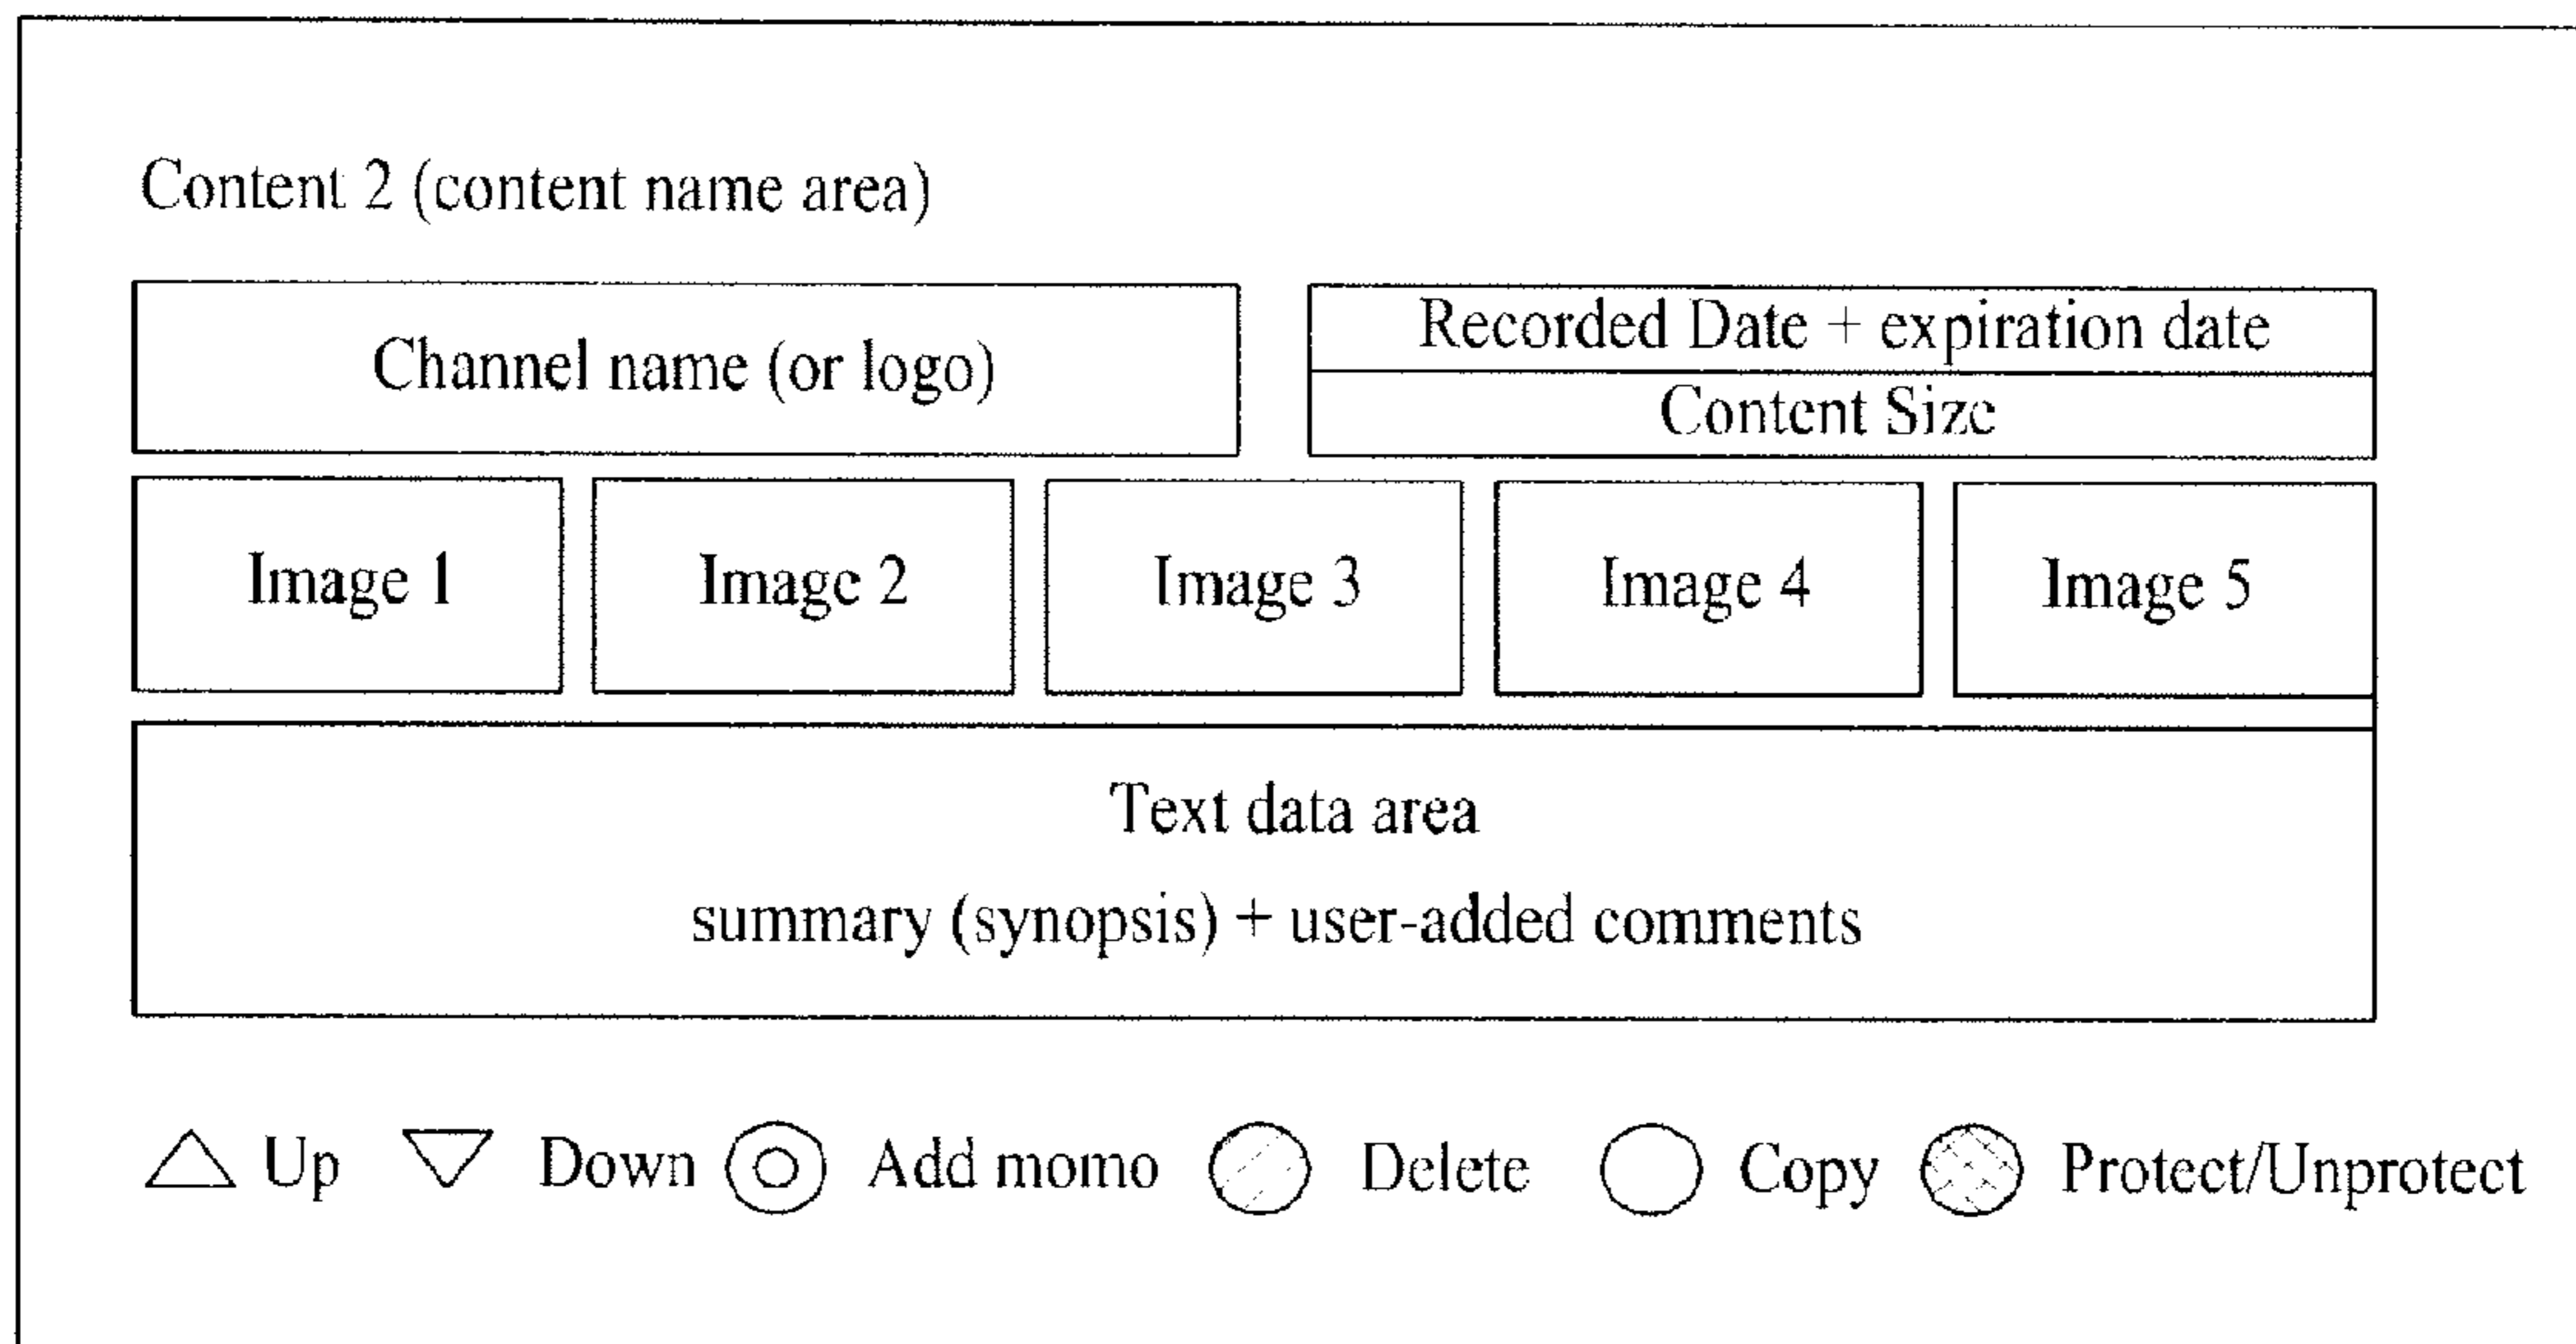 Content 2 (content name area)
Channel name (or logo)
Recorded Date + expiration date
Content Size
Image 1
Image 2
Image 3
Image 4
Image 5
Text data area
summary (synopsis) + user-added comments
Up Down Add momo Delete Copy Protect/Unprotect